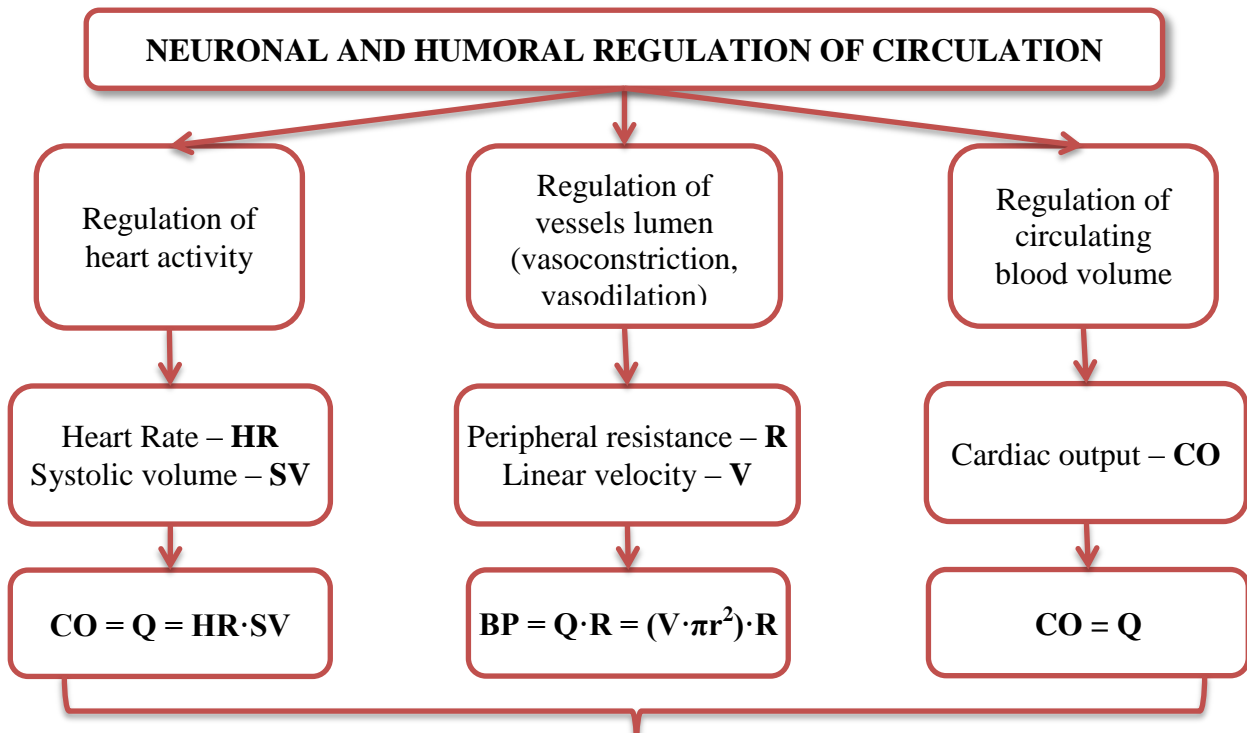 NEURONAL AND HUMORAL REGULATION OF CIRCULATION
Regulation of
heart activity
Regulation of
vessels lumen
(vasoconstriction,
vasodilation)
Regulation of
circulating
blood volume
Heart Rate – HR
Systolic volume – SV
Peripheral resistance – R
Linear velocity – V
Cardiac output – CO
CO = Q = HR·SV
BP = Q·R = (V·πr²)·R
CO = Q